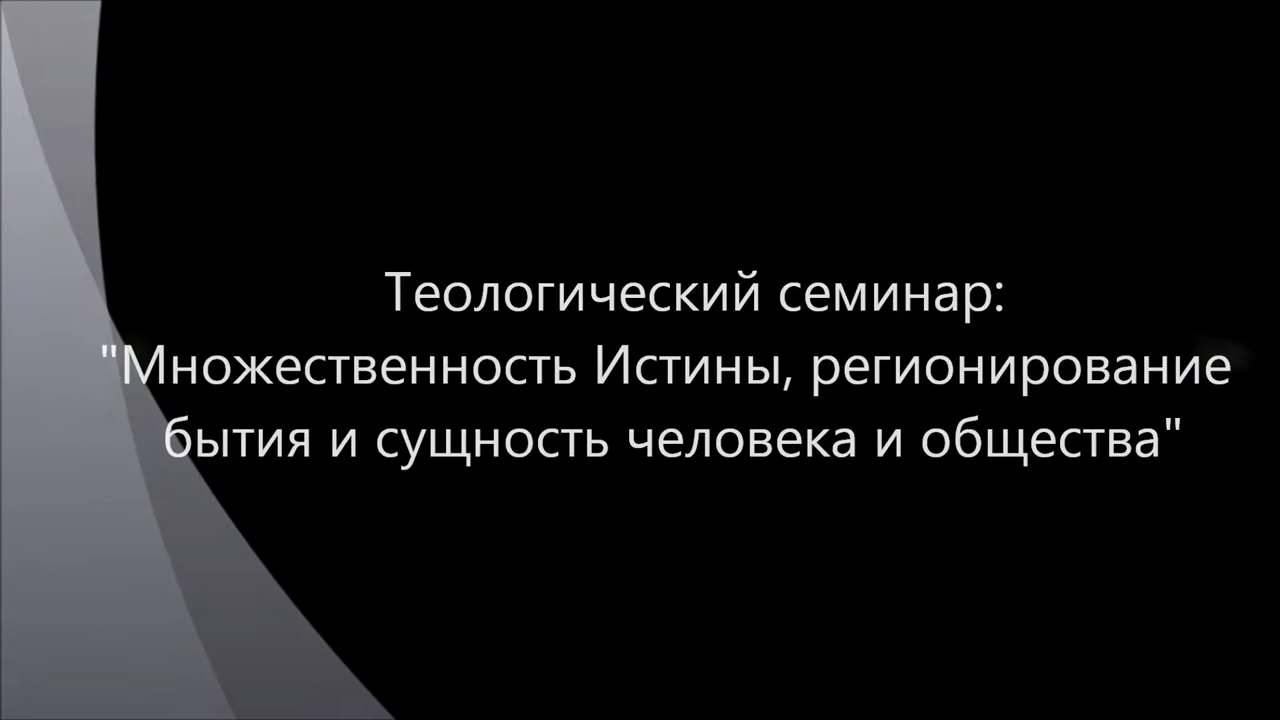 Теологический семинар:
"Множественность Истины, регионирование
бытия и сущность человека и общества"